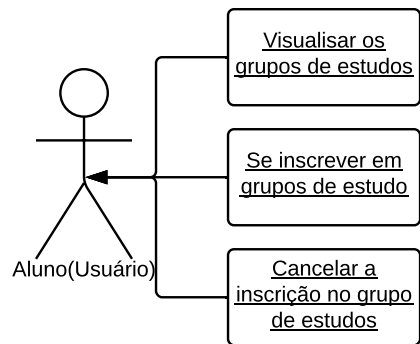 Visualisar os
grupos de estudos
Se inscrever em
grupos de estudo
Aluno(Usuário)
Cancelar a
inscrição no grupo
de estudos